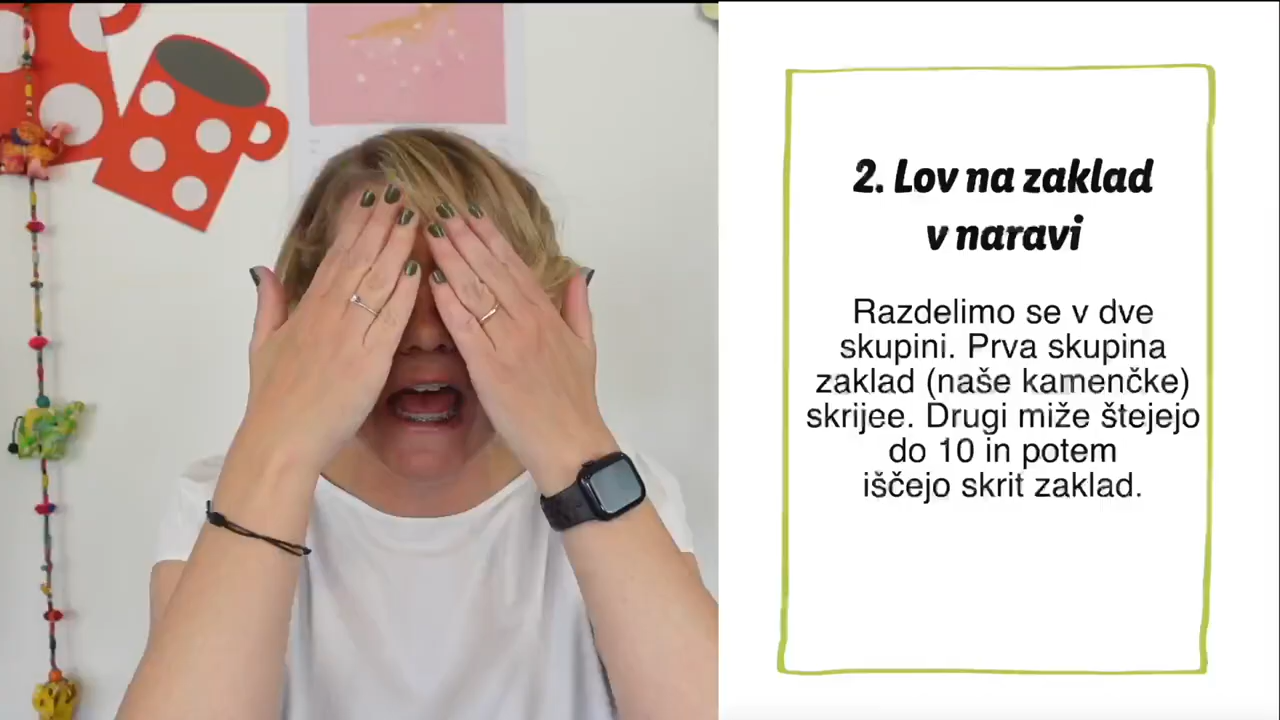 2. Lov na zaklad
v naravi
Razdelimo se v dve
skupini. Prva skupina
zaklad (naše kamenčke)
skrijee. Drugi miže štejejo
do 10 in potem
iščejo skrit zaklad.